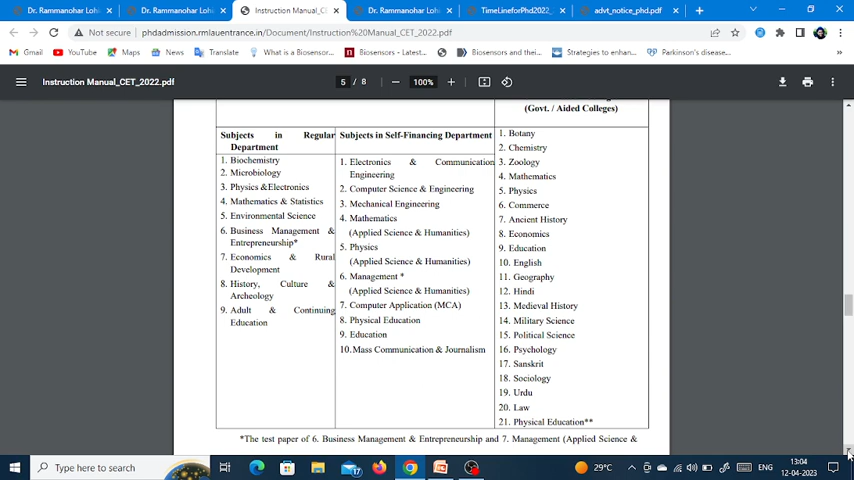 Dr. Rammanohar Lohi
Dr. Rammanohar Lohi
Instruction Manual_C
Dr. Rammanohar Lohi
TimeLineforPhd2022_
advt_notice_phd.pdf
Not secure
phdadmission.rmlauentrance.in/Document/Instruction%20Manual_CET_2022.pdf
Gmail
YouTube
Maps
News
Translate
What is a Biosensor...
Biosensors - Latest...
Biosensors and thei...
Strategies to enhan...
Parkinson's disease...
Instruction Manual_CET_2022.pdf
5 / 8
100%
(Govt. / Aided Colleges)
Subjects in Regular
Department
1. Biochemistry
2. Microbiology
3. Physics &Electronics
4. Mathematics & Statistics
5. Environmental Science
6. Business Management &
Entrepreneurship*
7. Economics & Rural
Development
8. History, Culture &
Archeology
9. Adult & Continuing
Education
Subjects in Self-Financing Department
1. Electronics & Communication
Engineering
2. Computer Science & Engineering
3. Mechanical Engineering
4. Mathematics
(Applied Science & Humanities)
5. Physics
(Applied Science & Humanities)
6. Management *
(Applied Science & Humanities)
7. Computer Application (MCA)
8. Physical Education
9. Education
10. Mass Communication & Journalism
1. Botany
2. Chemistry
3. Zoology
4. Mathematics
5. Physics
6. Commerce
7. Ancient History
8. Economics
9. Education
10. English
11. Geography
12. Hindi
13. Medieval History
14. Military Science
15. Political Science
16. Psychology
17. Sanskrit
18. Sociology
19. Urdu
20. Law
21. Physical Education**
*The test paper of 6. Business Management & Entrepreneurship and 7. Management (Applied Science &
Type here to search
29°C
ENG
13:04
12-04-2023